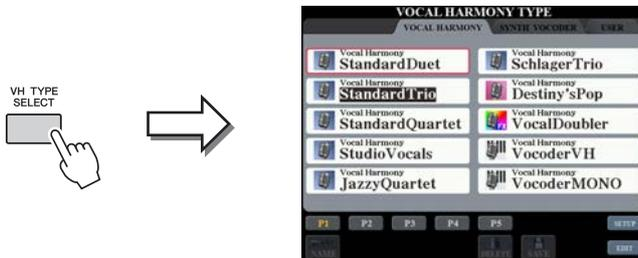 VH TYPE
SELECT
VOCAL HARMONY TYPE
VOCAL HARMONY SYNTH VOCODER USER
Vocal Harmony Vocal Harmony
StandardDuet SchlagerTrio
Vocal Harmony Vocal Harmony
StandardTrio Destiny'sPop
Vocal Harmony Vocal Harmony
StandardQuartet VocalDoubler
Vocal Harmony Vocal Harmony
StudioVocals VocoderVH
Vocal Harmony Vocal Harmony
JazzyQuartet VocoderMONO
P1 P2 P3 P4 P5 SETUP
NAME DELETE SAVE EDIT